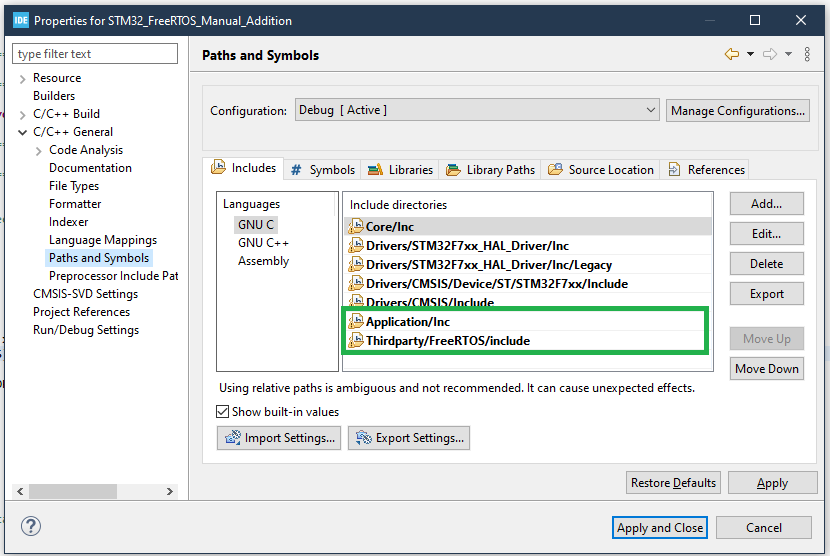 IDE Properties for STM32_FreeRTOS_Manual_Addition
type filter text
Resource
Builders
C/C++ Build
C/C++ General
Code Analysis
Documentation
File Types
Formatter
Indexer
Language Mappings
Paths and Symbols
Preprocessor Include Pat
CMSIS-SVD Settings
Project References
Run/Debug Settings
Paths and Symbols
Configuration: Debug [ Active ] Manage Configurations...
Includes # Symbols Libraries Library Paths Source Location References
Languages
GNU C
GNU C++
Assembly
Include directories
Core/Inc
Drivers/STM32F7xx_HAL_Driver/Inc
Drivers/STM32F7xx_HAL_Driver/Inc/Legacy
Drivers/CMSIS/Device/ST/STM32F7xx/Include
Drivers/CMSIS/Include
Application/Inc
Thirdparty/FreeRTOS/include
Add...
Edit...
Delete
Export
Move Up
Move Down
Using relative paths is ambiguous and not recommended. It can cause unexpected effects.
Show built-in values
Import Settings... Export Settings...
Restore Defaults Apply
? Apply and Close Cancel